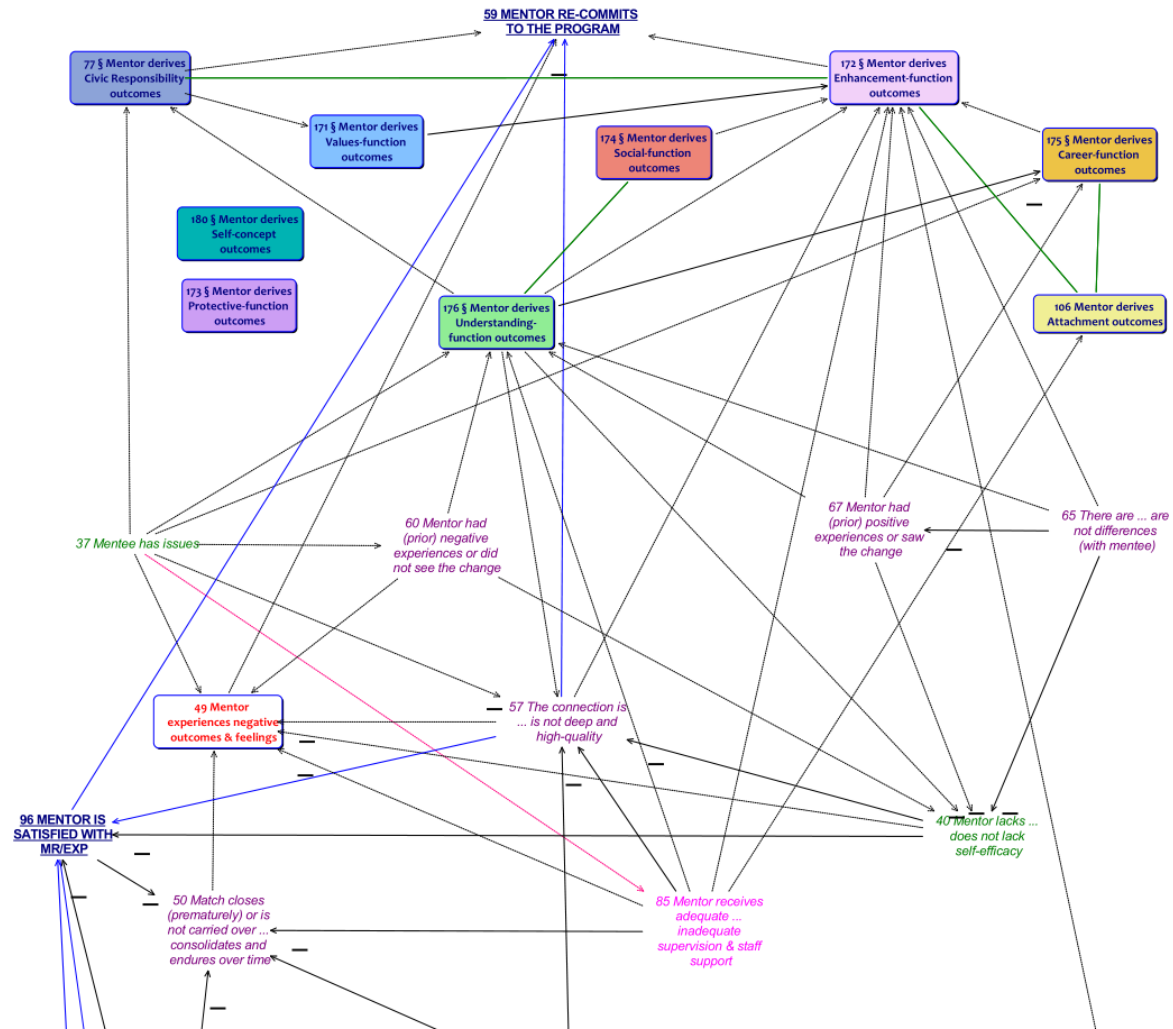 59 MENTOR RE-COMMITS
TO THE PROGRAM
77 § Mentor derives
Civic Responsibility
outcomes
172 § Mentor derives
Enhancement-function
outcomes
171 § Mentor derives
Values-function
outcomes
174 § Mentor derives
Social-function
outcomes
175 § Mentor derives
Career-function
outcomes
180 § Mentor derives
Self-concept
outcomes
173 § Mentor derives
Protective-function
outcomes
176 § Mentor derives
Understanding-
function outcomes
106 Mentor derives
Attachment outcomes
37 Mentee has issues
60 Mentor had
(prior) negative
experiences or did
not see the change
67 Mentor had
(prior) positive
experiences or saw
the change
65 There are ... are
not differences
(with mentee)
49 Mentor
experiences negative
outcomes & feelings
57 The connection is
... is not deep and
high-quality
96 MENTOR IS
SATISFIED WITH
MR/EXP
40 Mentor lacks ...
does not lack
self-efficacy
50 Match closes
(prematurely) or is
not carried over ...
consolidates and
endures over time
85 Mentor receives
adequate ...
inadequate
supervision & staff
support